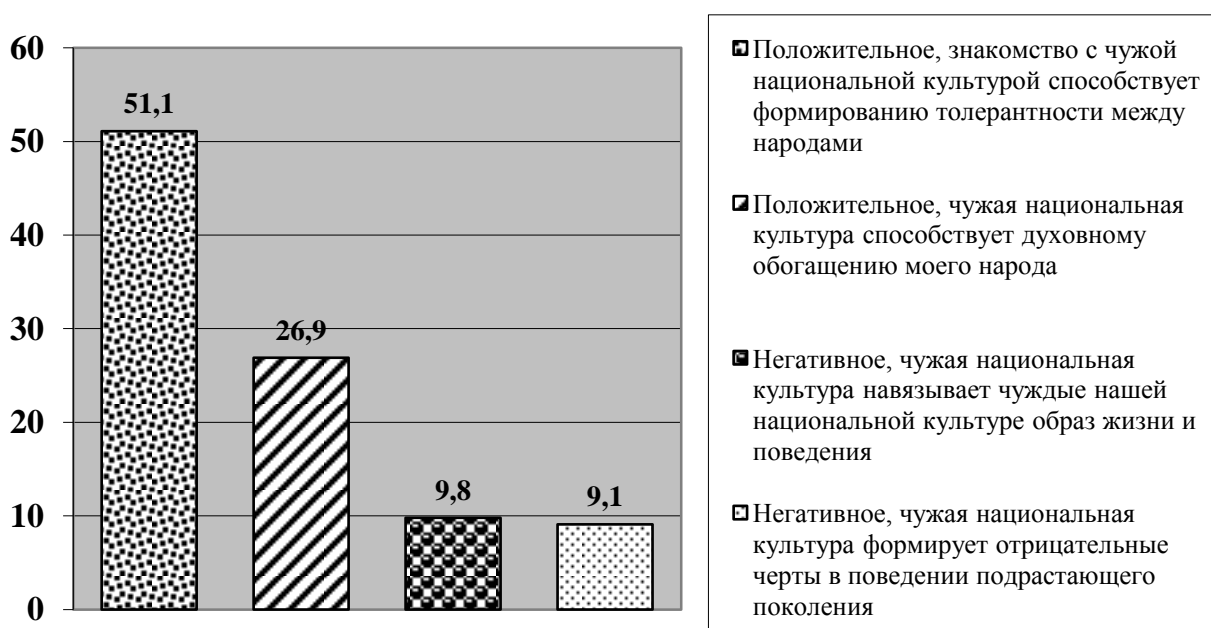 60
50
40
30
20
10
0
51,1
26,9
9,8
9,1
Положительное, знакомство с чужой
национальной культурой способствует
формированию толерантности между
народами
Положительное, чужая национальная
культура способствует духовному
обогащению моего народа
Негативное, чужая национальная
культура навязывает чуждые нашей
национальной культуре образ жизни и
поведения
Негативное, чужая национальная
культура формирует отрицательные
черты в поведении подрастающего
поколения